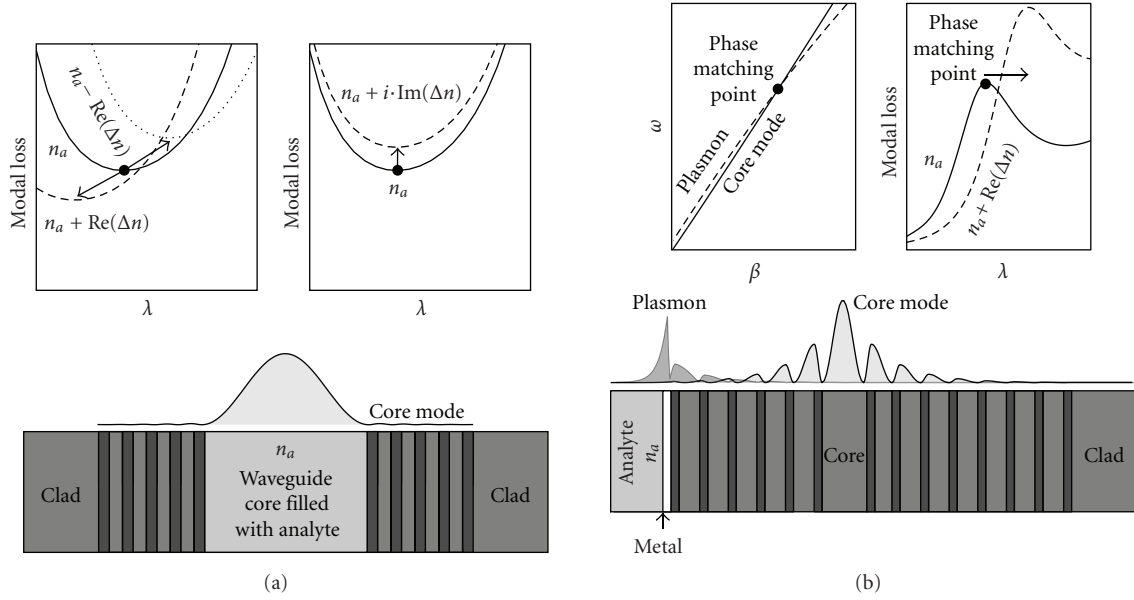 Modal loss
n_a − Re(Δn)
n_a
n_a + Re(Δn)
λ
Modal loss
n_a + i·Im(Δn)
n_a
λ
Core mode
Clad
n_a
Waveguide
core filled
with analyte
Clad
(a)
ω
Phase
matching
point
Plasmon
Core mode
β
Modal loss
Phase
matching
point
n_a
n_a + Re(Δn)
λ
Plasmon
Core mode
Analyte
n_a
Core
Clad
Metal
(b)